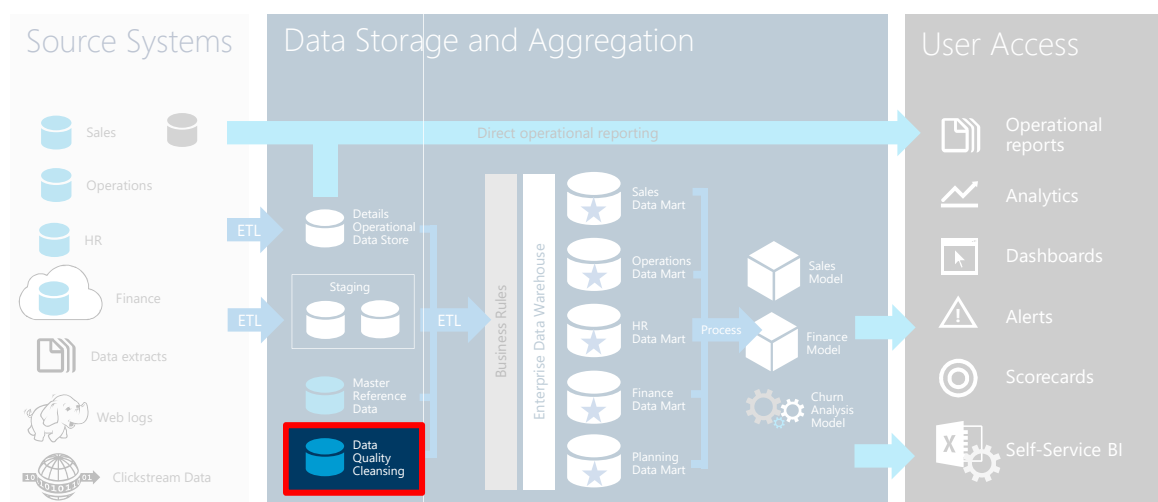 Source Systems
Sales
Operations
HR
Finance
Data extracts
Web logs
10 101011 01
Clickstream Data
Data Storage and Aggregation
Direct operational reporting
ETL
ETL
Details
Operational
Data Store
Staging
Master
Reference
Data
Data
Quality
Cleansing
ETL
Business Rules
Enterprise Data Warehouse
Sales
Data Mart
Operations
Data Mart
HR
Data Mart
Finance
Data Mart
Planning
Data Mart
Process
Sales
Model
Finance
Model
Churn
Analysis
Model
User Access
Operational
reports
Analytics
Dashboards
Alerts
Scorecards
X
Self-Service BI